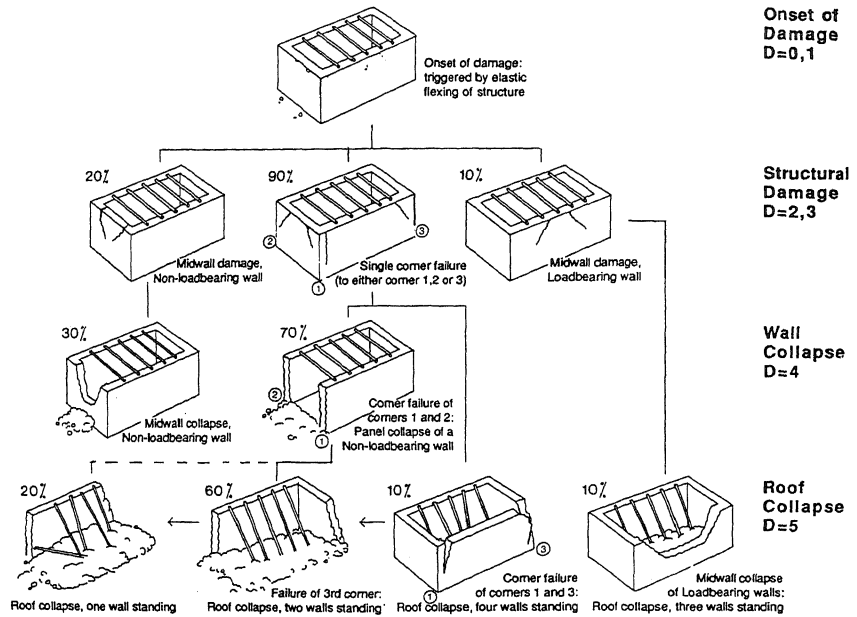 Onset of
Damage
D=0,1
Onset of damage:
triggered by elastic
flexing of structure
20%
90%
10%
Structural
Damage
D=2,3
②
③
Midwall damage,
Non-loadbearing wall
Single corner failure
(to either corner 1,2 or 3)
①
Midwall damage,
Loadbearing wall
30%
70%
Wall
Collapse
D=4
②
Midwall collapse,
Non-loadbearing wall
①
Corner failure of
corners 1 and 2:
Panel collapse of a
Non-loadbearing wall
20%
60%
10%
10%
Roof
Collapse
D=5
③
①
Roof collapse, one wall standing
Failure of 3rd corner:
Roof collapse, two walls standing
Corner failure
of corners 1 and 3:
Roof collapse, four walls standing
Midwall collapse
of Loadbearing walls:
Roof collapse, three walls standing